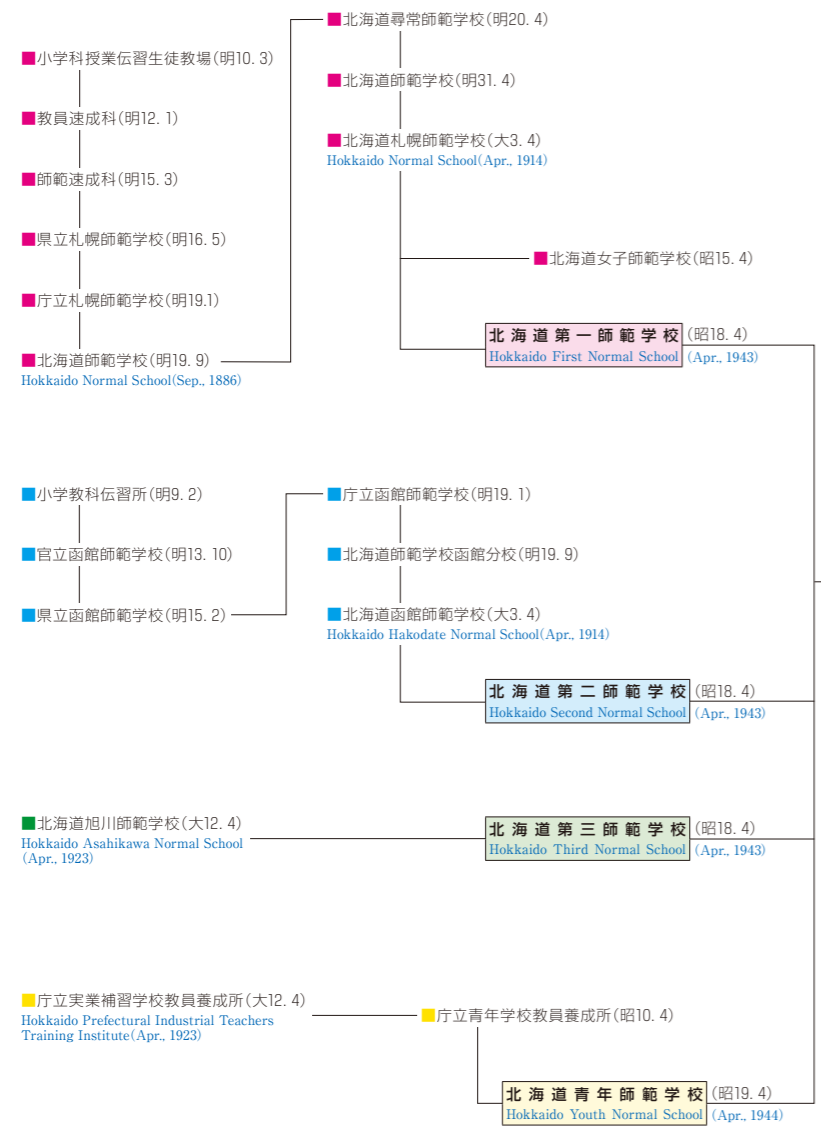 ■小学科授業伝習生徒教場(明10. 3)
■教員速成科(明12. 1)
■師範速成科(明15. 3)
■県立札幌師範学校(明16. 5)
■庁立札幌師範学校(明19.1)
■北海道師範学校(明19. 9)
Hokkaido Normal School(Sep., 1886)
■北海道尋常師範学校(明20. 4)
■北海道師範学校(明31. 4)
■北海道札幌師範学校(大3. 4)
Hokkaido Normal School(Apr., 1914)
■北海道女子師範学校(昭15. 4)
北海道第一師範学校 (昭18. 4)
Hokkaido First Normal School (Apr., 1943)
■小学教科伝習所(明9. 2)
■官立函館師範学校(明13. 10)
■県立函館師範学校(明15. 2)
■庁立函館師範学校(明19. 1)
■北海道師範学校函館分校(明19. 9)
■北海道函館師範学校(大3. 4)
Hokkaido Hakodate Normal School(Apr., 1914)
北海道第二師範学校 (昭18. 4)
Hokkaido Second Normal School (Apr., 1943)
■北海道旭川師範学校(大12. 4)
Hokkaido Asahikawa Normal School
(Apr., 1923)
北海道第三師範学校 (昭18. 4)
Hokkaido Third Normal School (Apr., 1943)
■庁立実業補習学校教員養成所(大12. 4)
Hokkaido Prefectural Industrial Teachers
Training Institute(Apr., 1923)
■庁立青年学校教員養成所(昭10. 4)
北海道青年師範学校 (昭19. 4)
Hokkaido Youth Normal School (Apr., 1944)